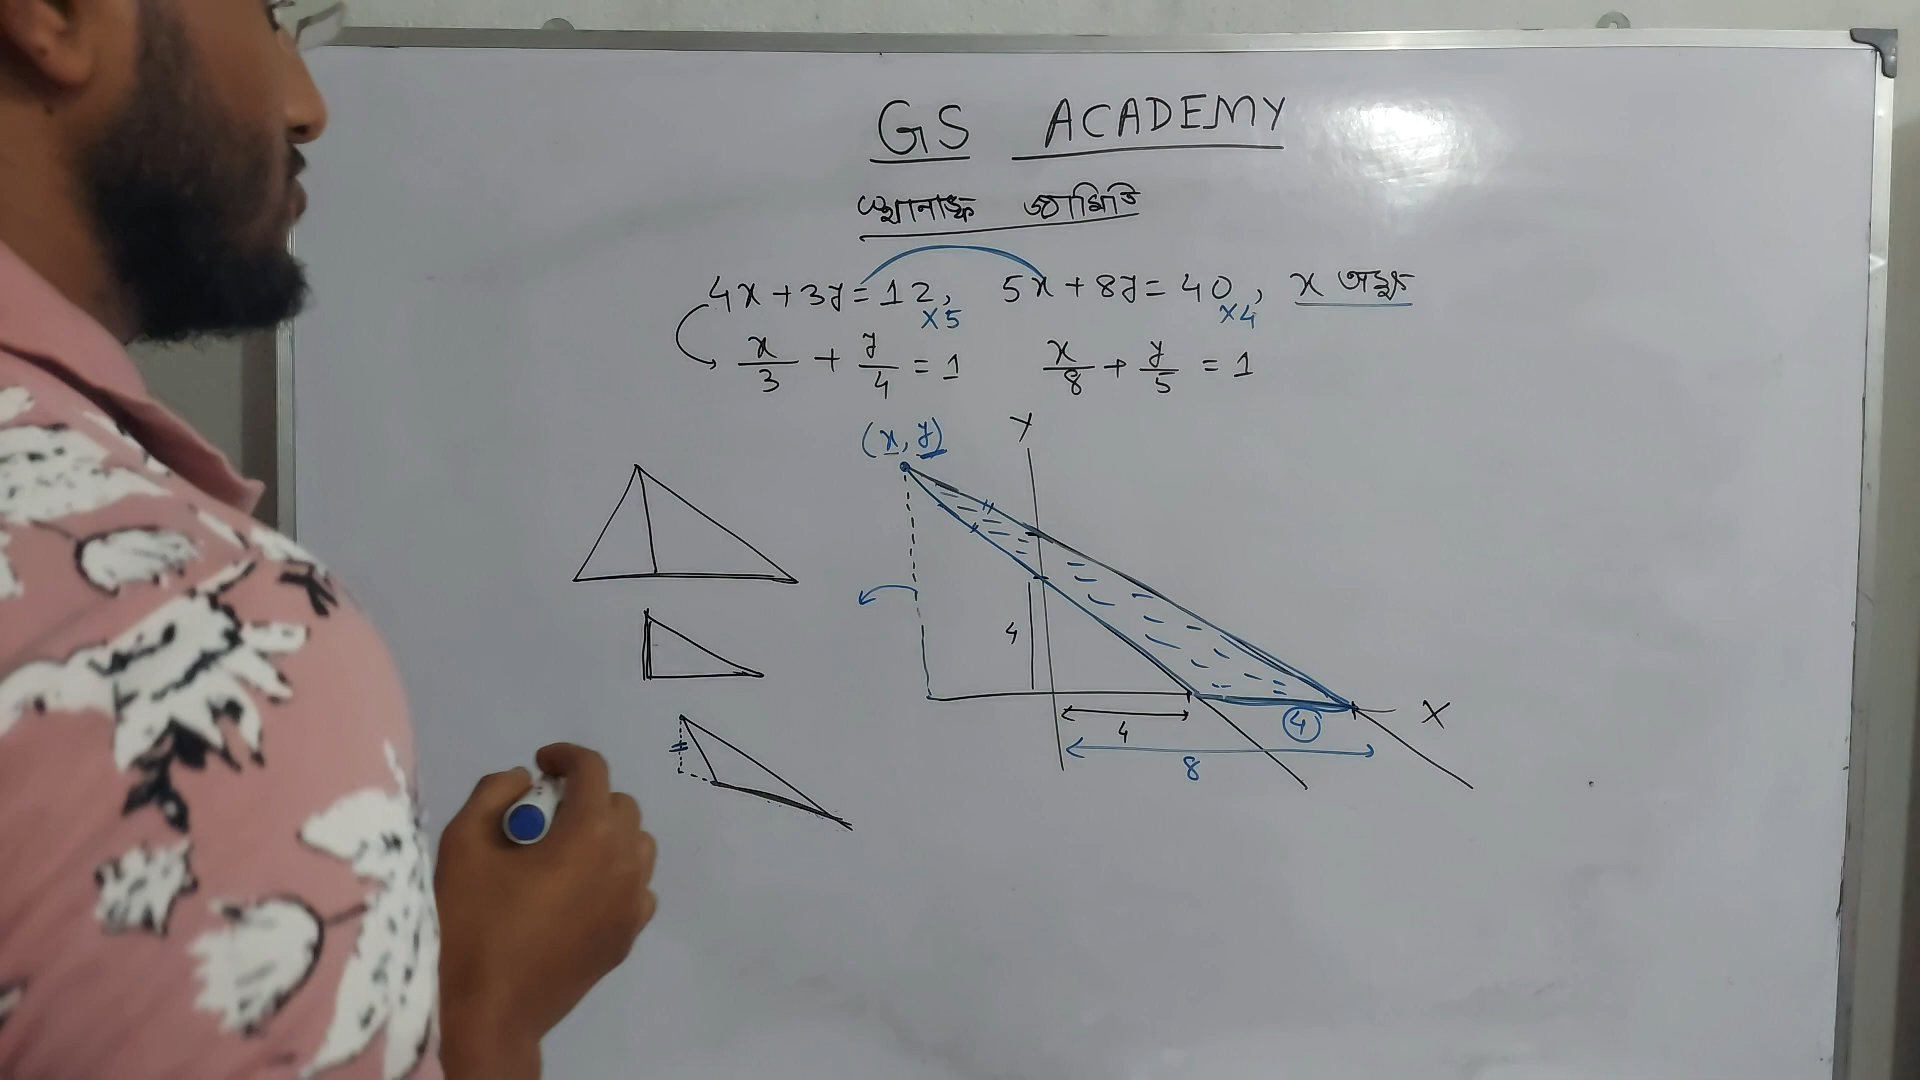 GS ACADEMY
স্থানাঙ্ক জ্যামিতি
4x + 3y = 12, 5x + 8y = 40, x অক্ষ
×5 ×4
x/3 + y/4 = 1 x/8 + y/5 = 1
(x, y) Y
4
4 4 X
8